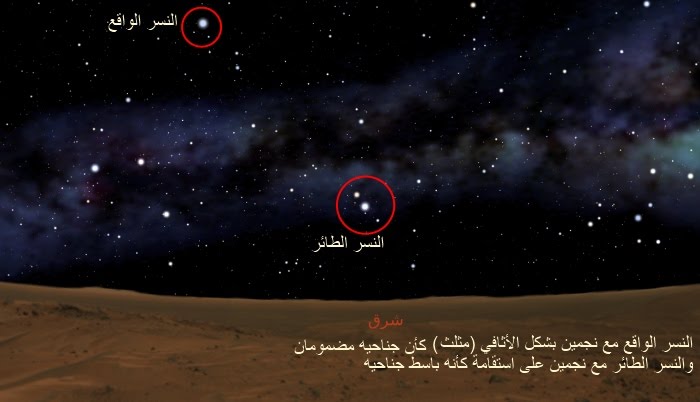 النسر الواقع
النسر الطائر
شرق
النسر الواقع مع نجمين بشكل الأثافي (مثلث) كأن جناحيه مضمومان
والنسر الطائر مع نجمين على استقامة كأنه باسط جناحيه